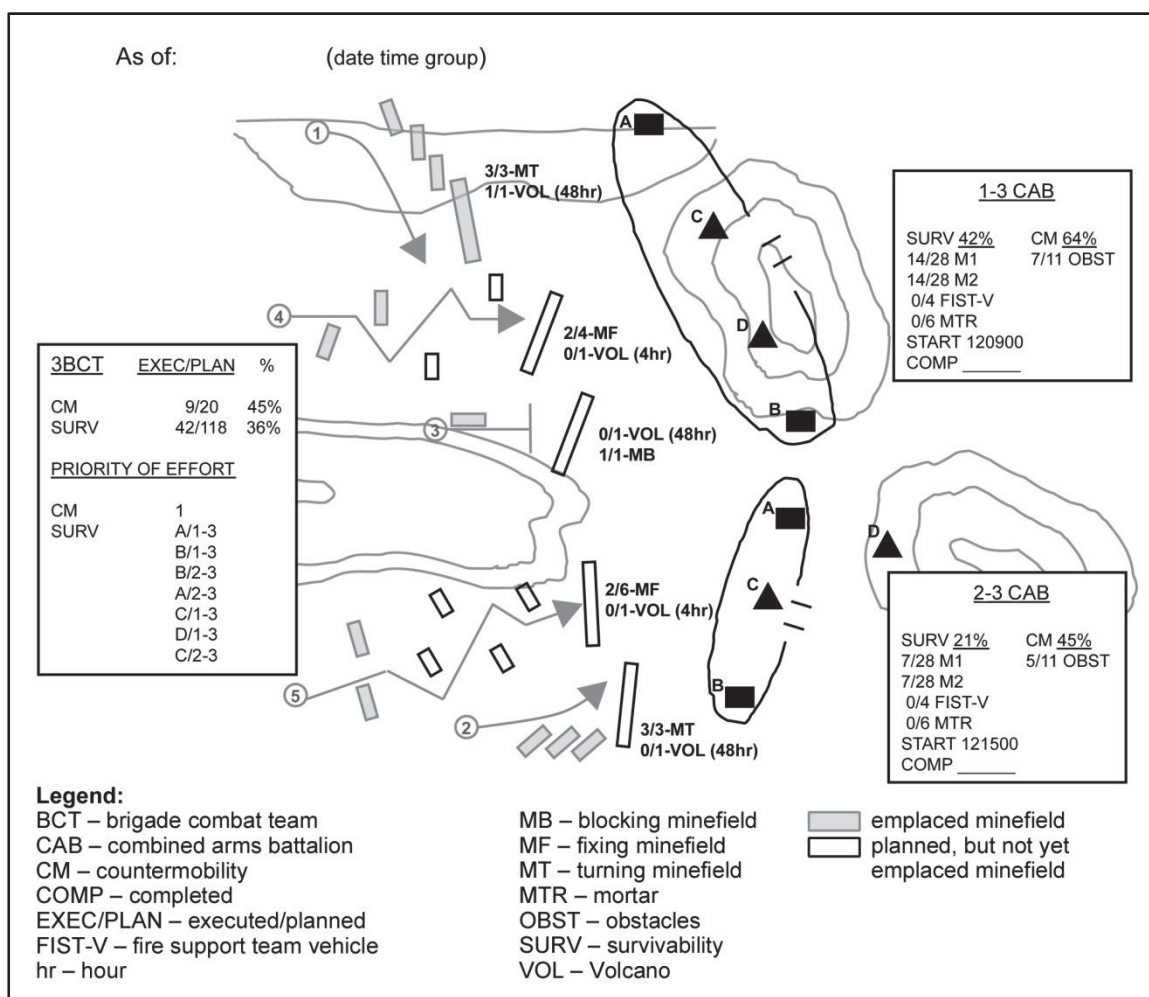 As of: (date time group)
1
A
3/3-MT
1/1-VOL (48hr)
C
4
2/4-MF
0/1-VOL (4hr)
D
B
3
0/1-VOL (48hr)
1/1-MB
1-3 CAB
SURV 42% CM 64%
14/28 M1 7/11 OBST
14/28 M2
0/4 FIST-V
0/6 MTR
START 120900
COMP ______
3BCT EXEC/PLAN %
CM 9/20 45%
SURV 42/118 36%
PRIORITY OF EFFORT
CM 1
SURV A/1-3
B/1-3
B/2-3
A/2-3
C/1-3
D/1-3
C/2-3
A
D
C
2/6-MF
0/1-VOL (4hr)
5
B
2
3/3-MT
0/1-VOL (48hr)
2-3 CAB
SURV 21% CM 45%
7/28 M1 5/11 OBST
7/28 M2
0/4 FIST-V
0/6 MTR
START 121500
COMP ______
Legend:
BCT – brigade combat team
CAB – combined arms battalion
CM – countermobility
COMP – completed
EXEC/PLAN – executed/planned
FIST-V – fire support team vehicle
hr – hour
MB – blocking minefield
MF – fixing minefield
MT – turning minefield
MTR – mortar
OBST – obstacles
SURV – survivability
VOL – Volcano
emplaced minefield
planned, but not yet
emplaced minefield